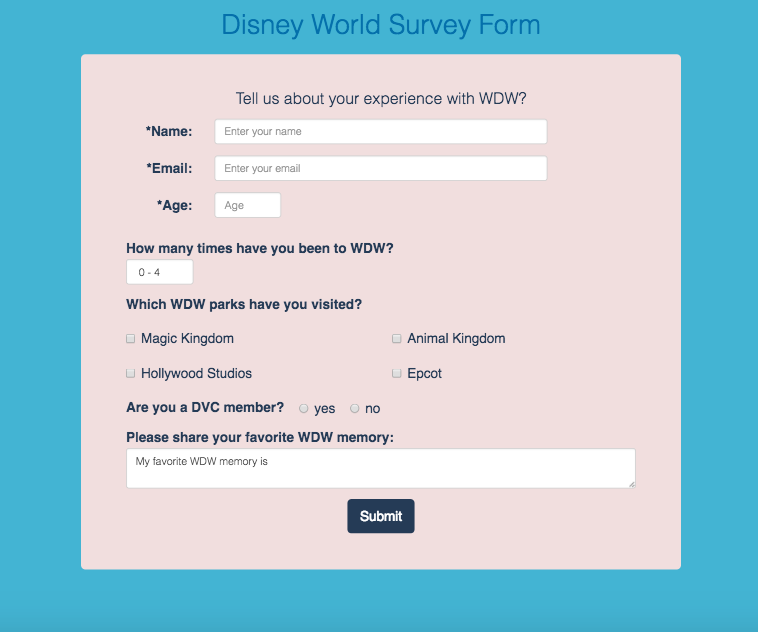 Disney World Survey Form
Tell us about your experience with WDW?
*Name: Enter your name
*Email: Enter your email
*Age: Age
How many times have you been to WDW?
0 - 4
Which WDW parks have you visited?
Magic Kingdom Animal Kingdom
Hollywood Studios Epcot
Are you a DVC member? yes no
Please share your favorite WDW memory:
My favorite WDW memory is
Submit